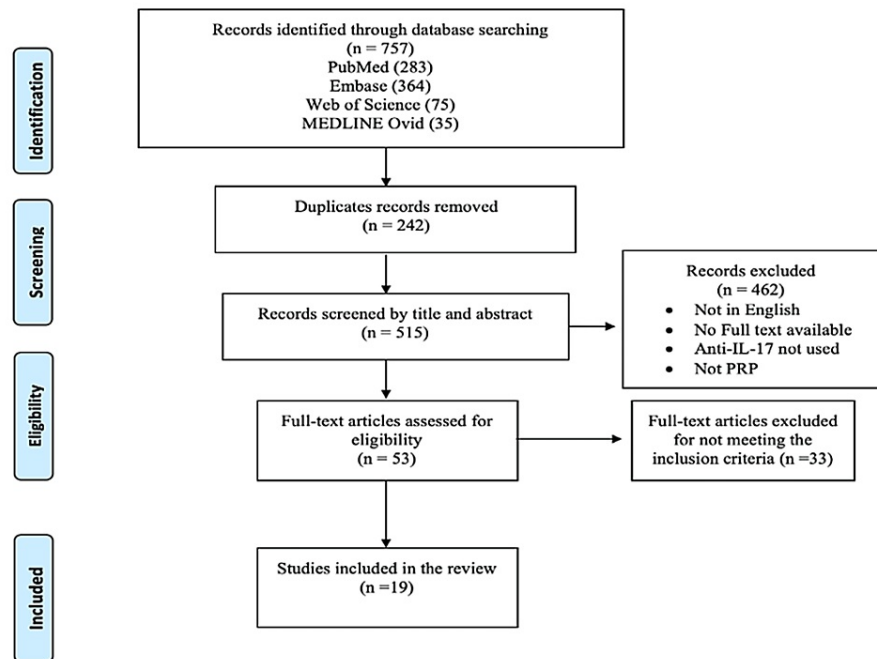 Identification
Records identified through database searching
(n = 757)
PubMed (283)
Embase (364)
Web of Science (75)
MEDLINE Ovid (35)
Screening
Duplicates records removed
(n = 242)
Records screened by title and abstract
(n = 515)
Records excluded
(n = 462)
• Not in English
• No Full text available
• Anti-IL-17 not used
• Not PRP
Eligibility
Full-text articles assessed for
eligibility
(n = 53)
Full-text articles excluded
for not meeting the
inclusion criteria (n =33)
Included
Studies included in the review
(n =19)